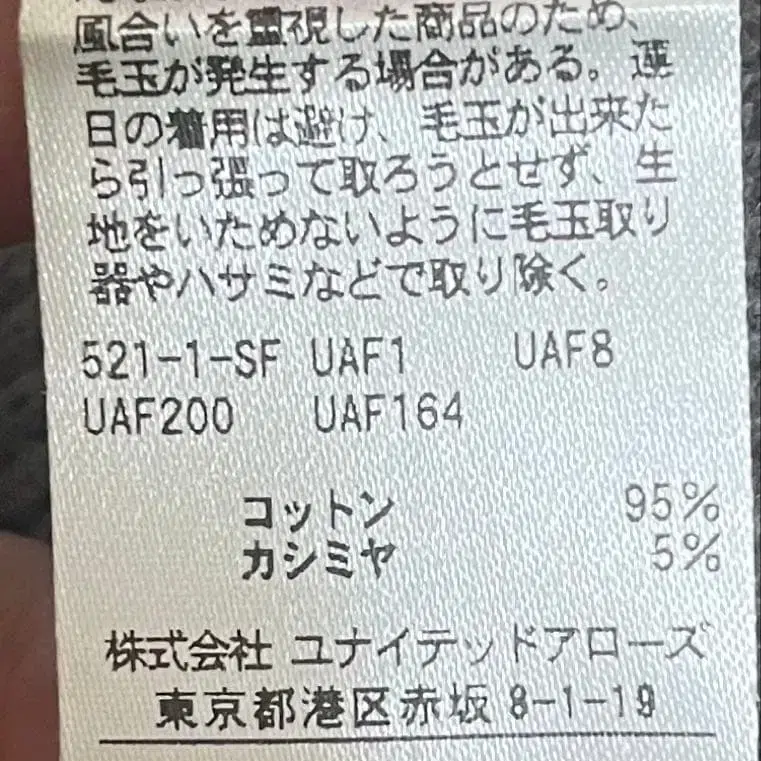 風合いを重視した商品のため、
毛玉が発生する場合がある。連
日の着用は避け、毛玉が出来た
ら引っ張って取ろうとせず、生
地をいためないように毛玉取り
器やハサミなどで取り除く。
521-1-SF UAF1 UAF8
UAF200 UAF164
コットン 95%
カシミヤ 5%
株式会社 ユナイテッドアローズ
東京都港区赤坂 8-1-19